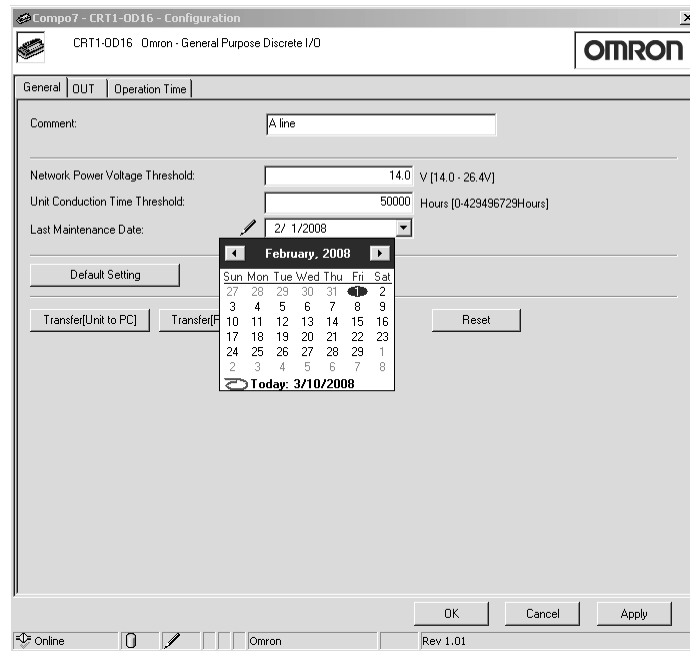 Compo7 - CRT1-OD16 - Configuration
CRT1-OD16 Omron - General Purpose Discrete I/O
OMRON
General OUT Operation Time
Comment: A line
Network Power Voltage Threshold: 14.0 V [14.0 - 26.4V]
Unit Conduction Time Threshold: 50000 Hours [0-429496729Hours]
Last Maintenance Date: 2/ 1/2008
February, 2008
Sun Mon Tue Wed Thu Fri Sat
27 28 29 30 31 1 2
3 4 5 6 7 8 9
10 11 12 13 14 15 16
17 18 19 20 21 22 23
24 25 26 27 28 29 1
2 3 4 5 6 7 8
Today: 3/10/2008
Default Setting
Transfer[Unit to PC] Transfer[ Reset
OK Cancel Apply
Online Omron Rev 1.01